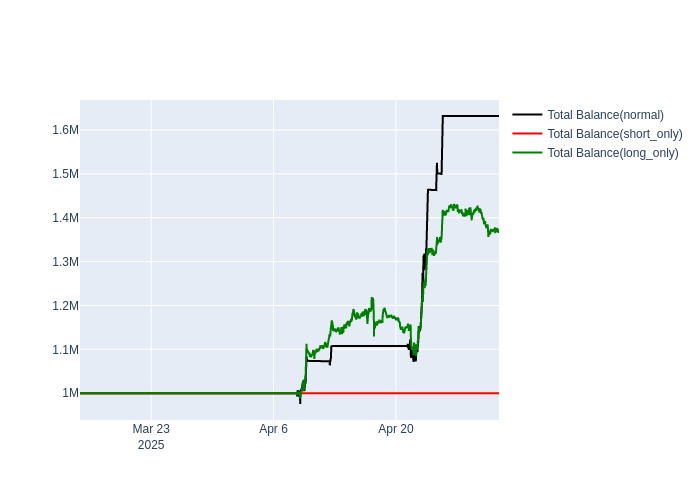 1.6M
1.5M
1.4M
1.3M
1.2M
1.1M
1M
Mar 23
2025
Apr 6
Apr 20
Total Balance(normal)
Total Balance(short_only)
Total Balance(long_only)